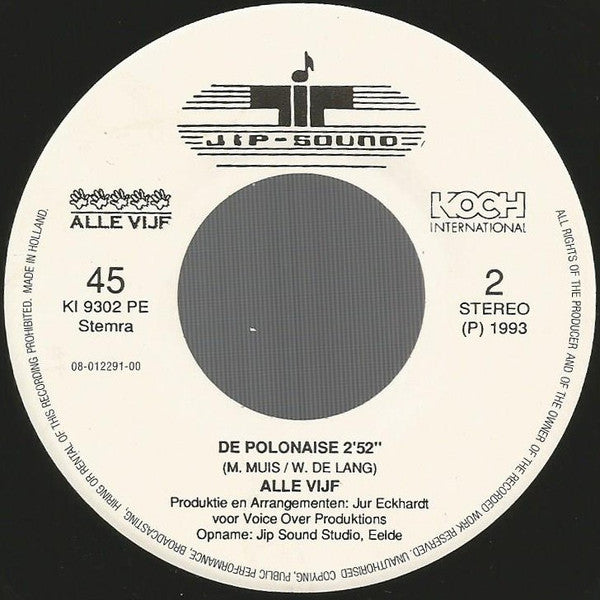 JIP-SOUND
ALLE VIJF
KOCH
INTERNATIONAL
45
KI 9302 PE
Stemra
08-012291-00
2
STEREO
(P) 1993
DE POLONAISE 2'52"
(M. MUIS / W. DE LANG)
ALLE VIJF
Produktie en Arrangementen: Jur Eckhardt
voor Voice Over Produktions
Opname: Jip Sound Studio, Eelde
ALL RIGHTS OF THE PRODUCER AND OF THE OWNER OF THE RECORDED WORK RESERVED. UNAUTHORISED COPYING, PUBLIC PERFORMANCE, BROADCASTING, HIRING OR RENTAL OF THIS RECORDING PROHIBITED. MADE IN HOLLAND.